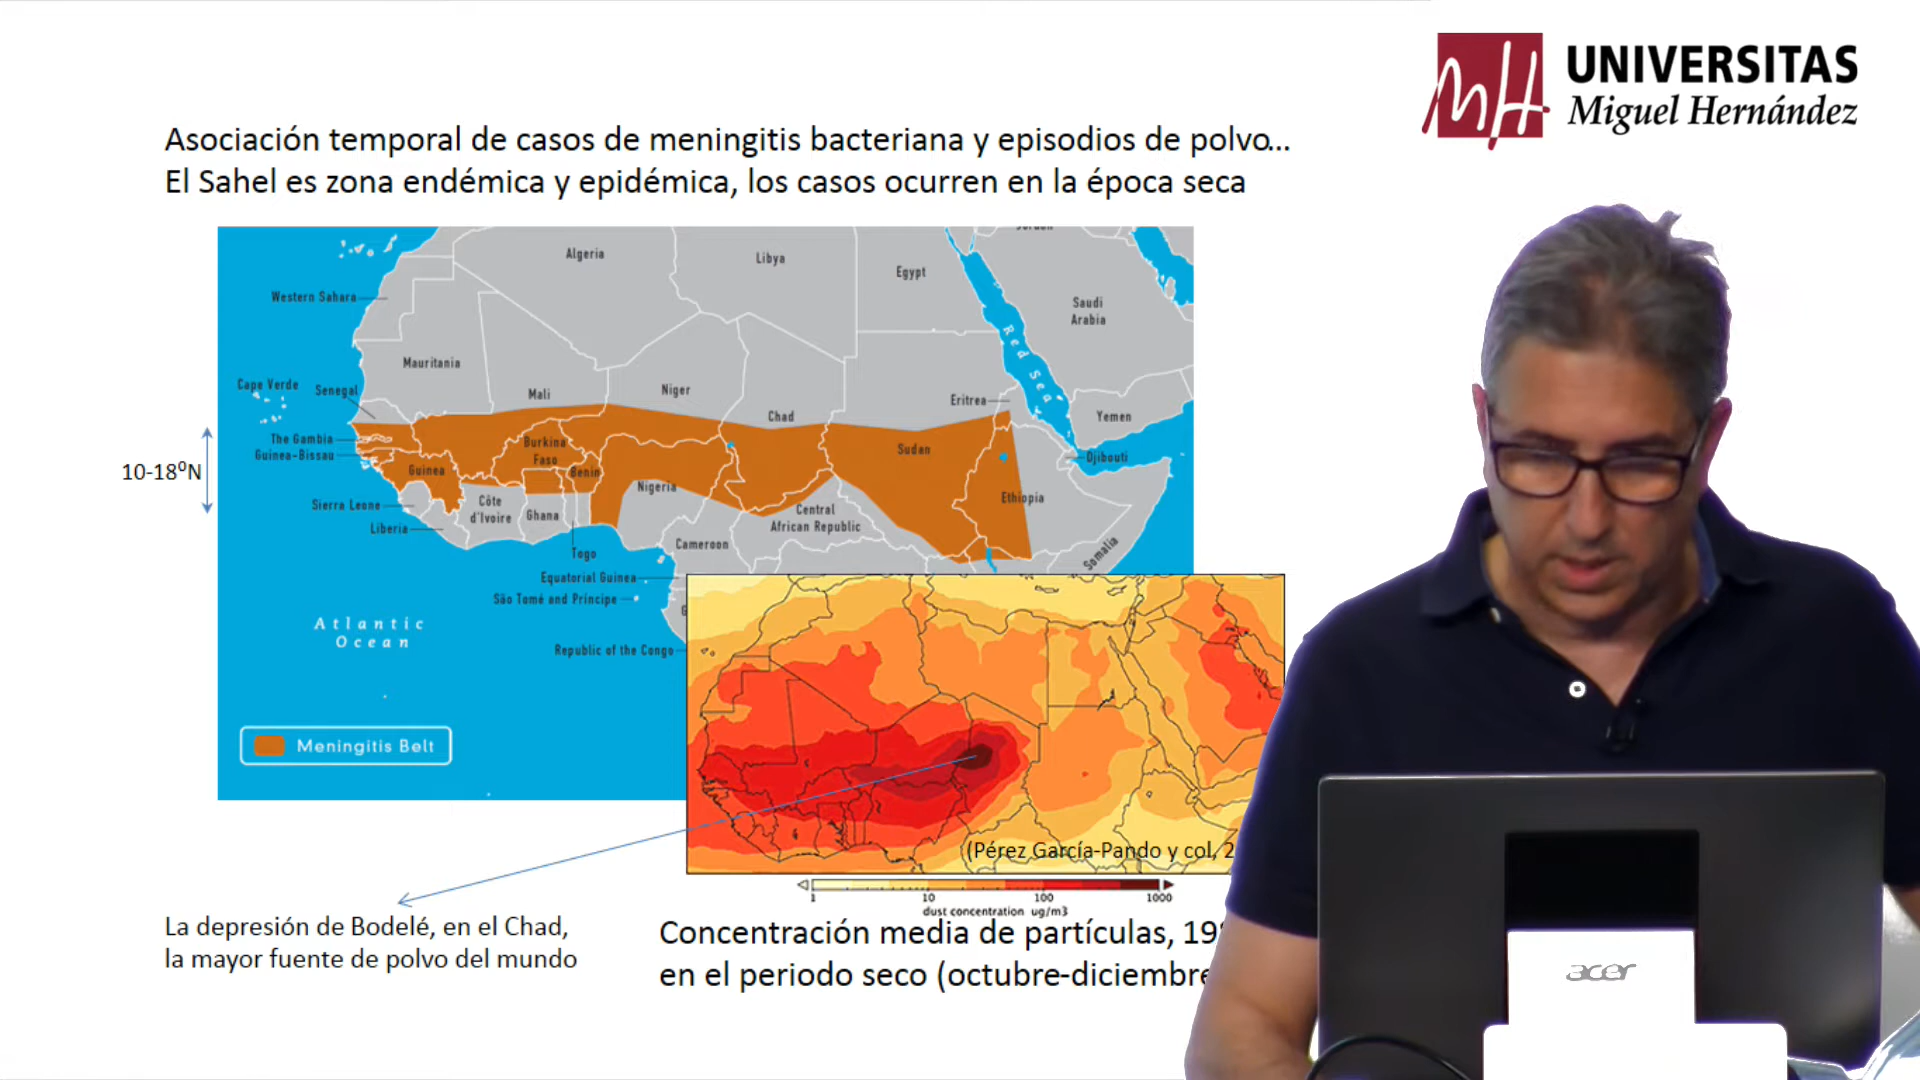 UNIVERSITAS
Miguel Hernández
Asociación temporal de casos de meningitis bacteriana y episodios de polvo...
El Sahel es zona endémica y epidémica, los casos ocurren en la época seca
Algeria
Libya
Egypt
Western Sahara
Saudi
Arabia
Red Sea
Mauritania
Cape Verde
Senegal
Mali
Niger
Chad
Eritrea
Yemen
The Gambia
Guinea-Bissau
Burkina
Faso
Sudan
Djibouti
10-18ºN
Guinea
Benin
Nigeria
Ethiopia
Sierra Leone
Côte
d'Ivoire
Ghana
Central
African Republic
Liberia
Togo
Cameroon
Somalia
Equatorial Guinea
São Tomé and Príncipe
Atlantic
Ocean
Republic of the Congo
Meningitis Belt
(Pérez García-Pando y col, 2
1 10 100 1000
dust concentration ug/m3
La depresión de Bodelé, en el Chad,
la mayor fuente de polvo del mundo
Concentración media de partículas, 19
en el periodo seco (octubre-diciembre
acer